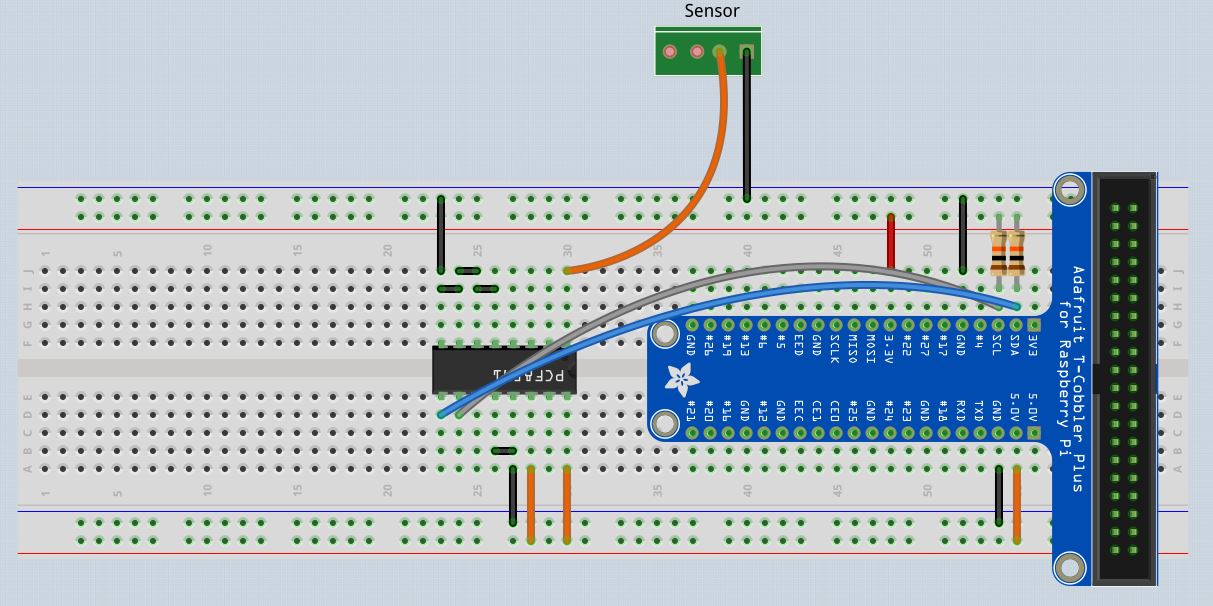 Sensor
1 5 10 15 20 25 30 35 40 45 50
J J
I I
H H
G G
F F
GND #26 #19 #13 #6 #5 EED GND SCLK MISO MOSI 3.3V #22 #27 #17 GND #4 SCL SDA 3V3
#21 #20 #16 GND #12 GND EEC CE1 CE0 #25 GND #24 #23 GND #18 RXD TXD GND 5.0V 5.0V
Adafruit T-Cobbler Plus
for Raspberry Pi
E E
D D
C C
B B
A A
1 5 10 15 20 25 35 40 45 50